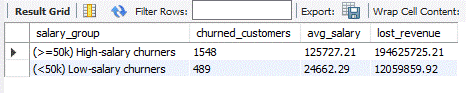 Result Grid Filter Rows: Export: Wrap Cell Content:
salary_group churned_customers avg_salary lost_revenue
(>=50k) High-salary churners 1548 125727.21 194625725.21
(<50k) Low-salary churners 489 24662.29 12059859.92